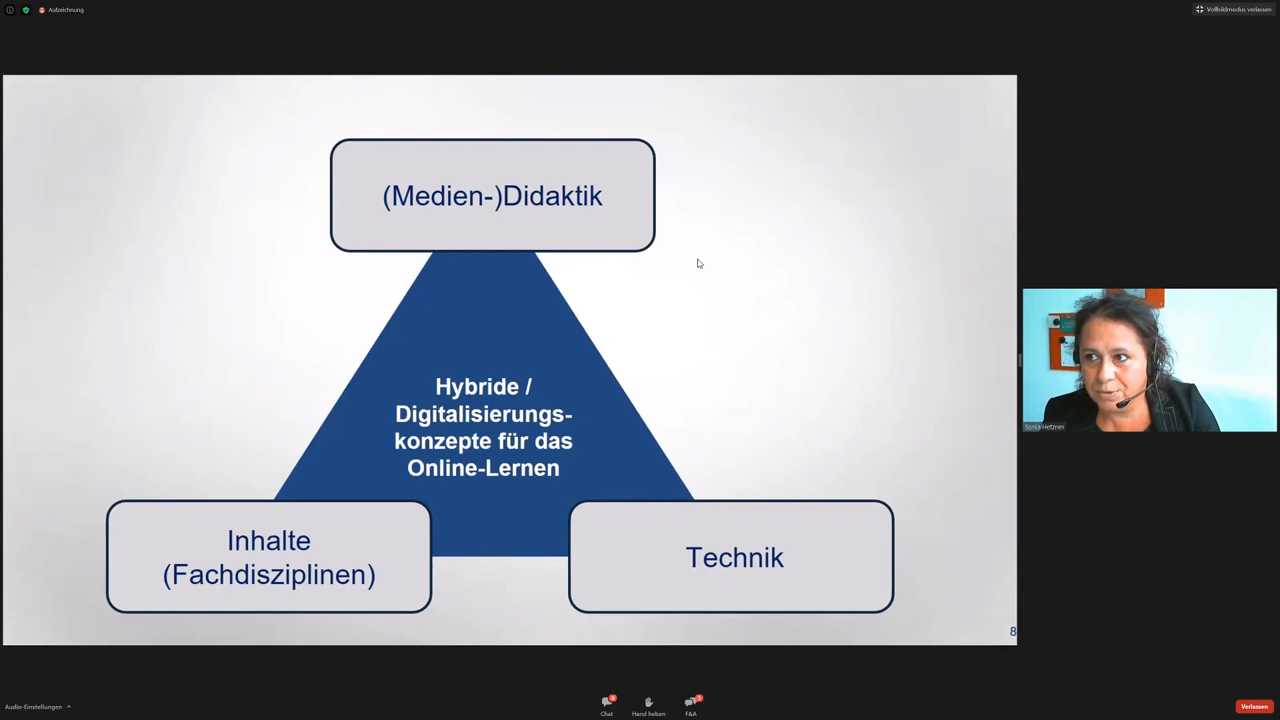 Aufzeichnung
Vollbildmodus verlassen
(Medien-)Didaktik
Hybride /
Digitalisierungs-
konzepte für das
Online-Lernen
Inhalte
(Fachdisziplinen)
Technik
8
Sonia Hetzner
Audio-Einstellungen
Chat
Hand heben
F&A
Verlassen